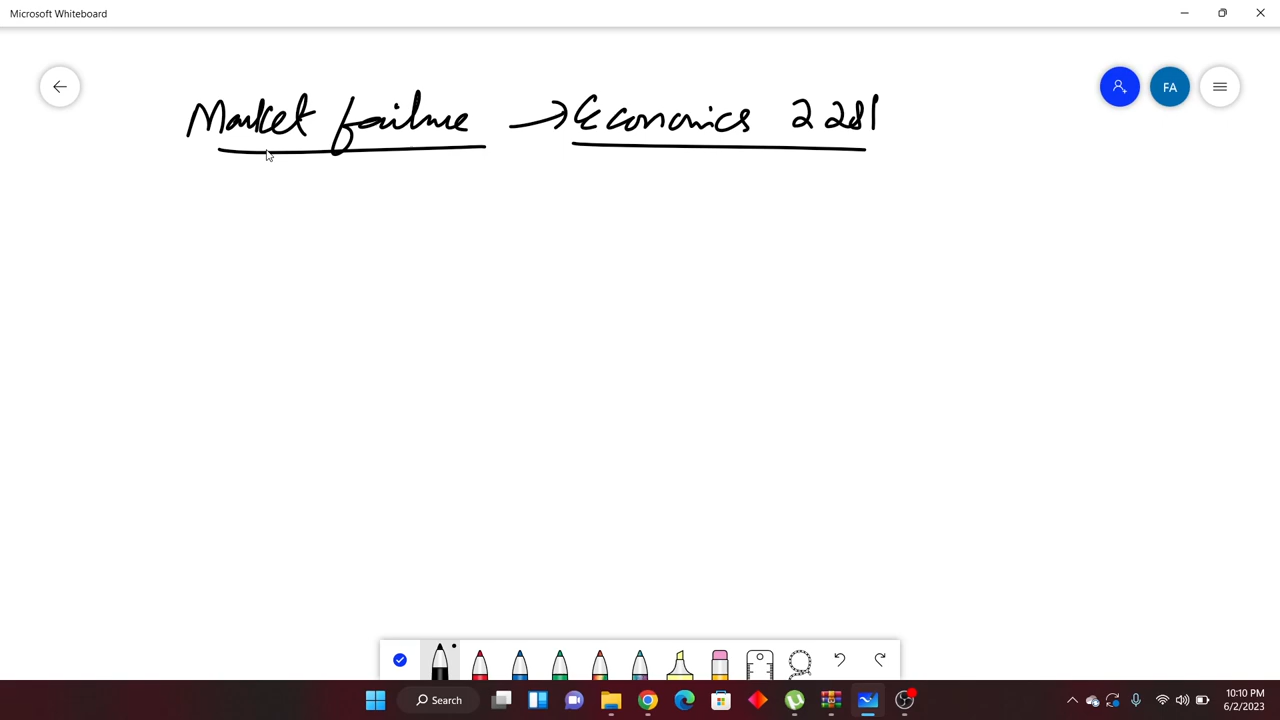 Microsoft Whiteboard
FA
Market failure → Economics 2281
Search
10:10 PM
6/2/2023